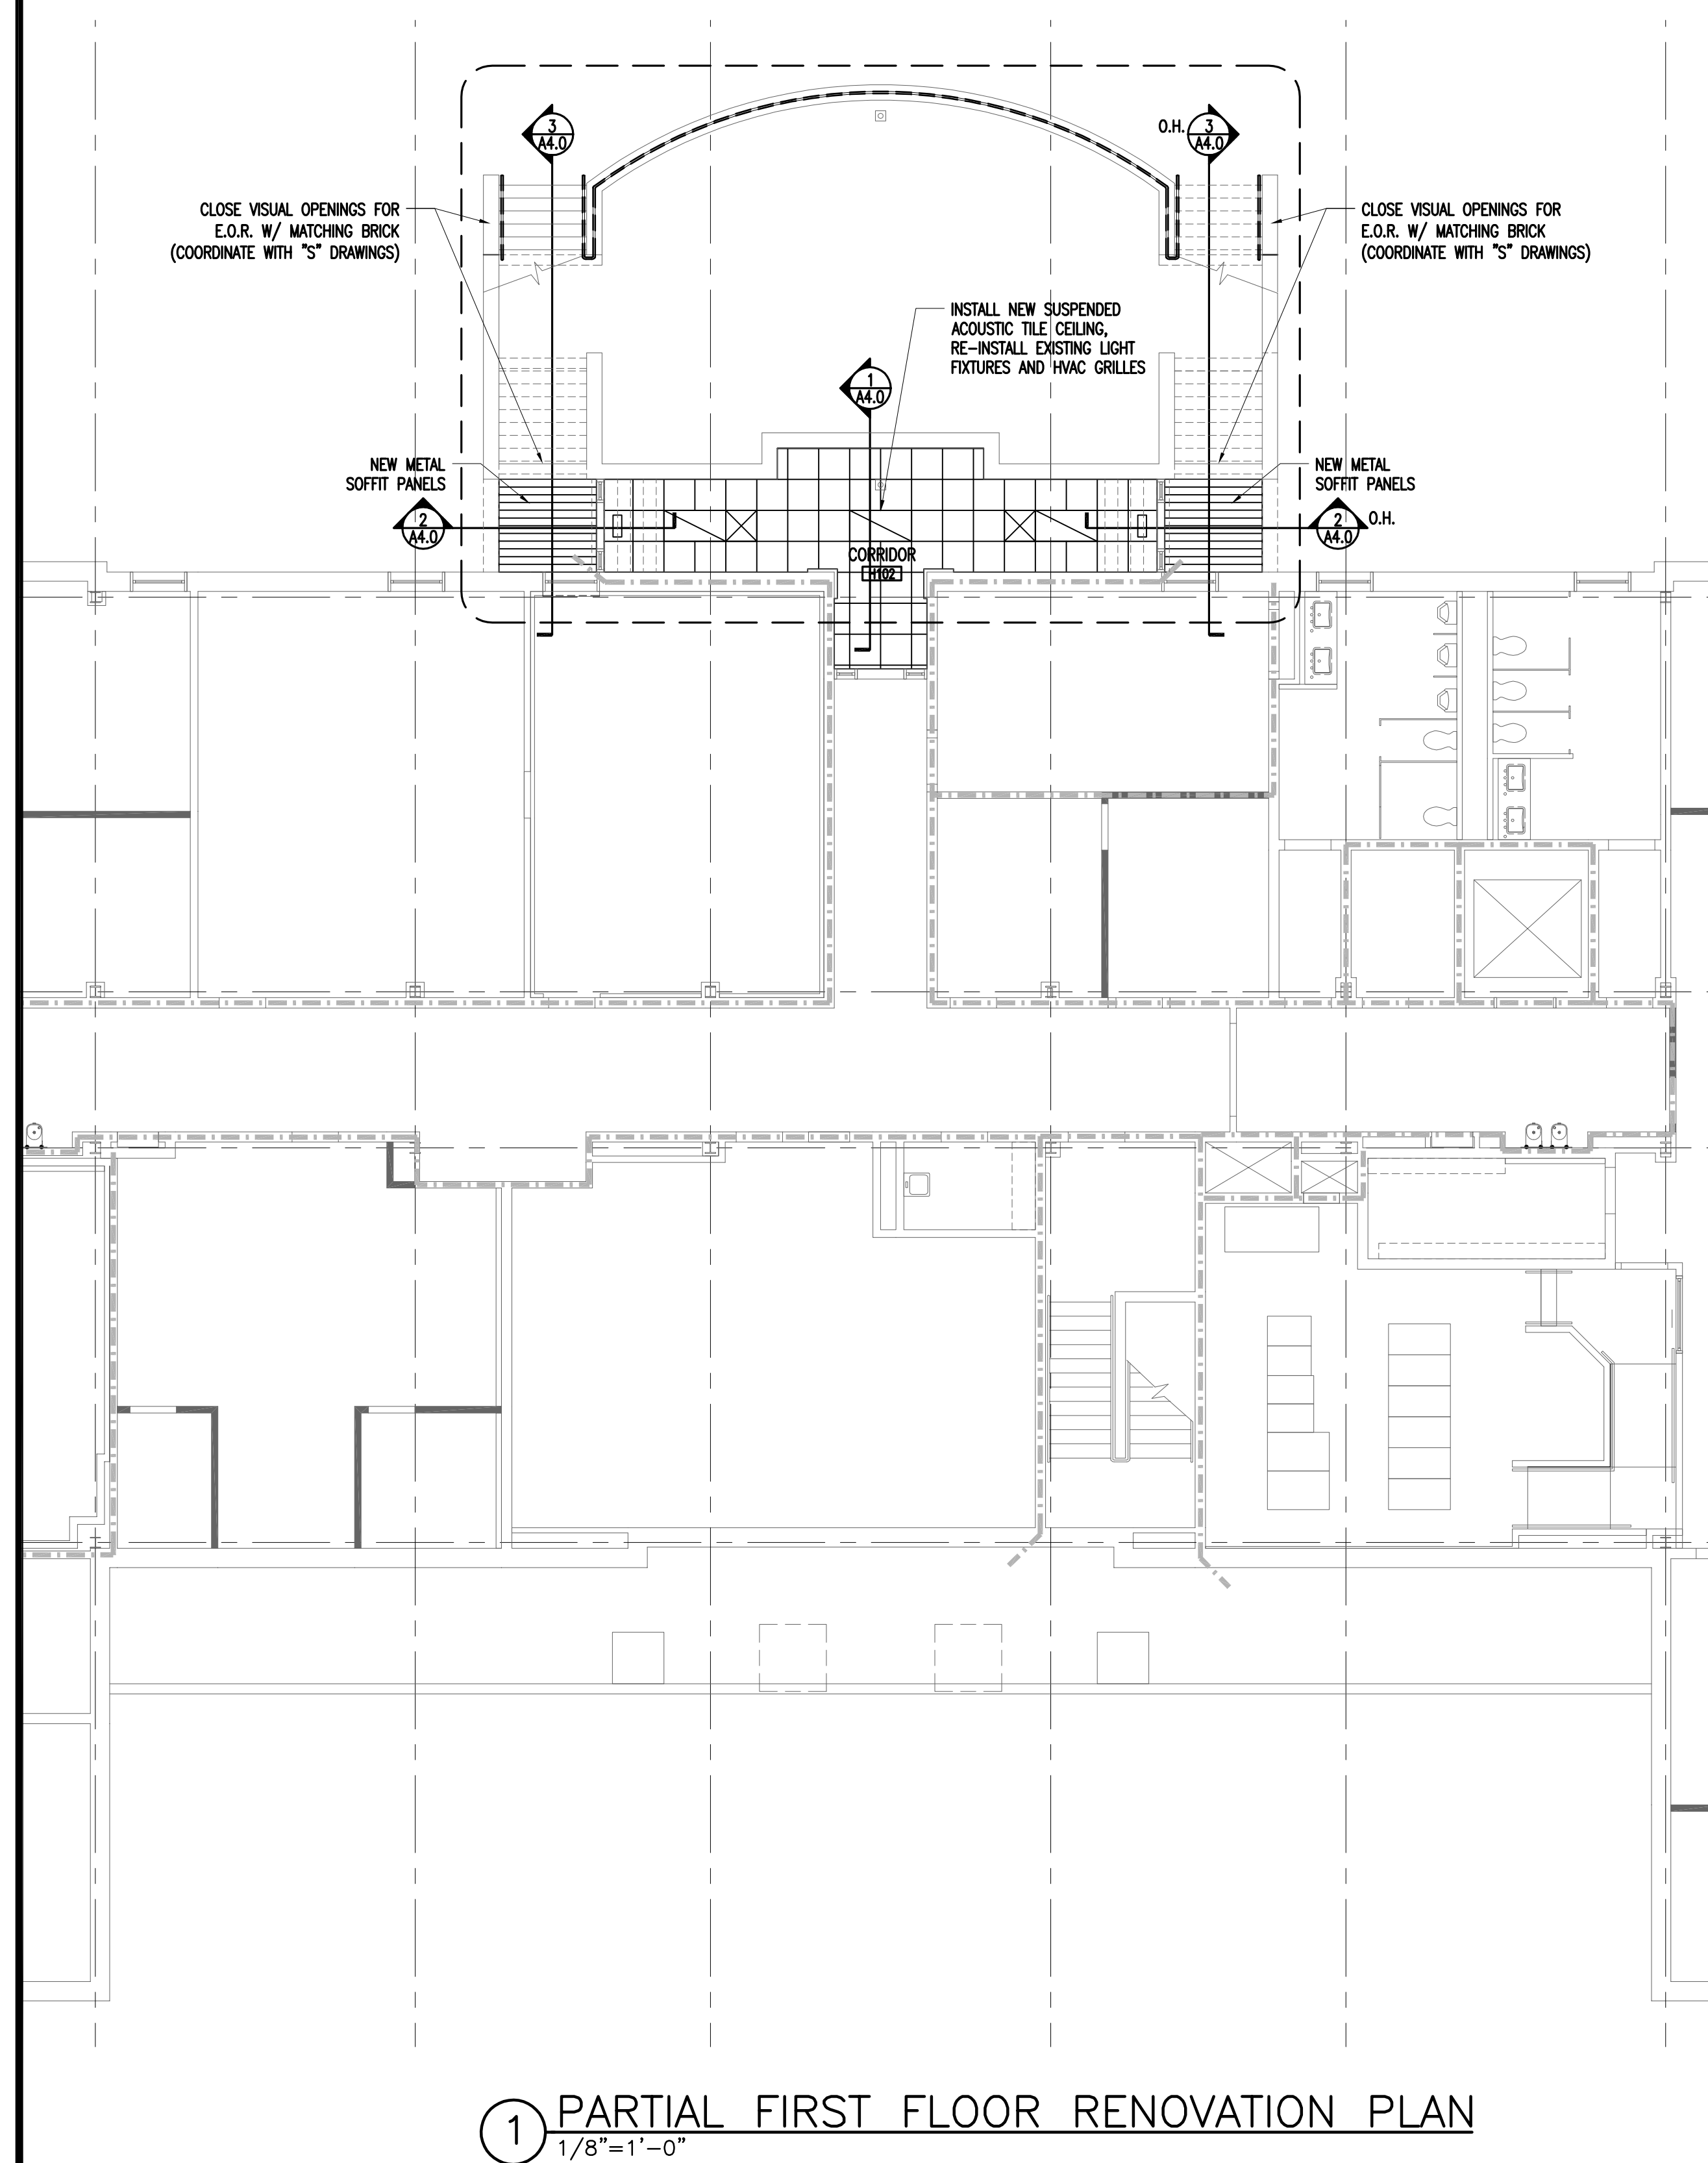 3
A4.0
O.H.
3
A4.0
CLOSE VISUAL OPENINGS FOR
E.O.R. W/ MATCHING BRICK
(COORDINATE WITH "S" DRAWINGS)
CLOSE VISUAL OPENINGS FOR
E.O.R. W/ MATCHING BRICK
(COORDINATE WITH "S" DRAWINGS)
INSTALL NEW SUSPENDED
ACOUSTIC TILE CEILING,
RE-INSTALL EXISTING LIGHT
FIXTURES AND HVAC GRILLES
1
A4.0
NEW METAL
SOFFIT PANELS
NEW METAL
SOFFIT PANELS
2
A4.0
2
A4.0
O.H.
CORRIDOR
H102
1
PARTIAL FIRST FLOOR RENOVATION PLAN
1/8"=1'-0"